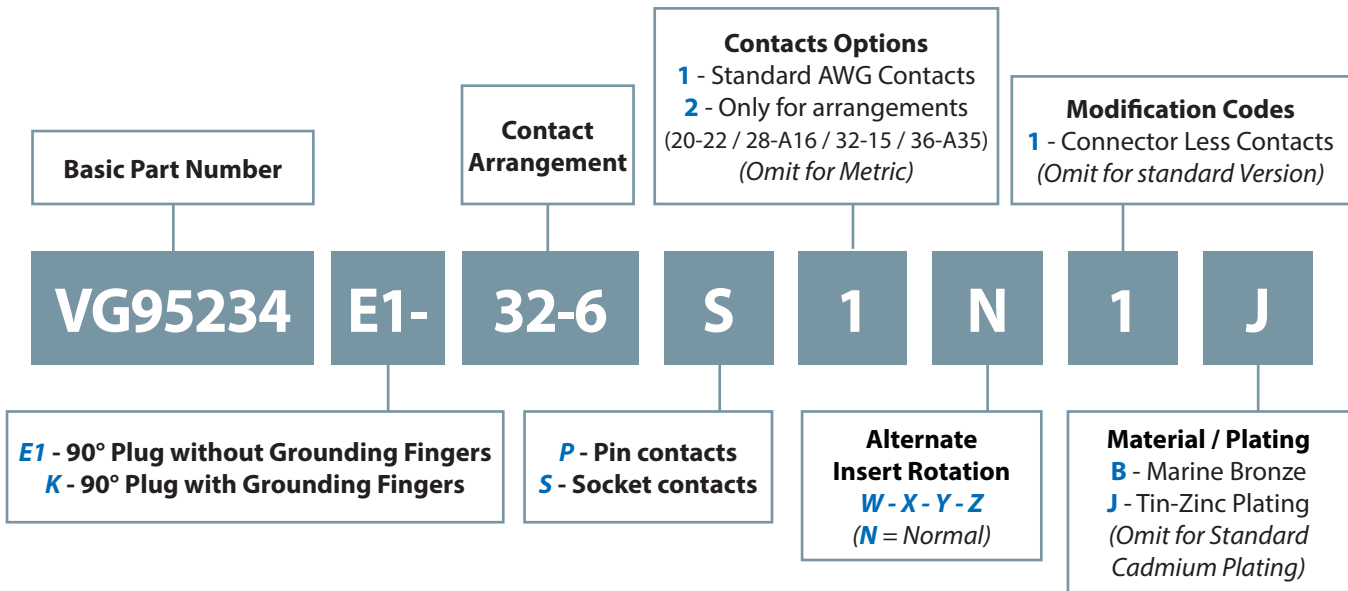 Basic Part Number
Contact
Arrangement
Contacts Options
1 - Standard AWG Contacts
2 - Only for arrangements
(20-22 / 28-A16 / 32-15 / 36-A35)
(Omit for Metric)
Modification Codes
1 - Connector Less Contacts
(Omit for standard Version)
VG95234 E1- 32-6 S 1 N 1 J
E1 - 90° Plug without Grounding Fingers
K - 90° Plug with Grounding Fingers
P - Pin contacts
S - Socket contacts
Alternate
Insert Rotation
W - X - Y - Z
(N = Normal)
Material / Plating
B - Marine Bronze
J - Tin-Zinc Plating
(Omit for Standard
Cadmium Plating)